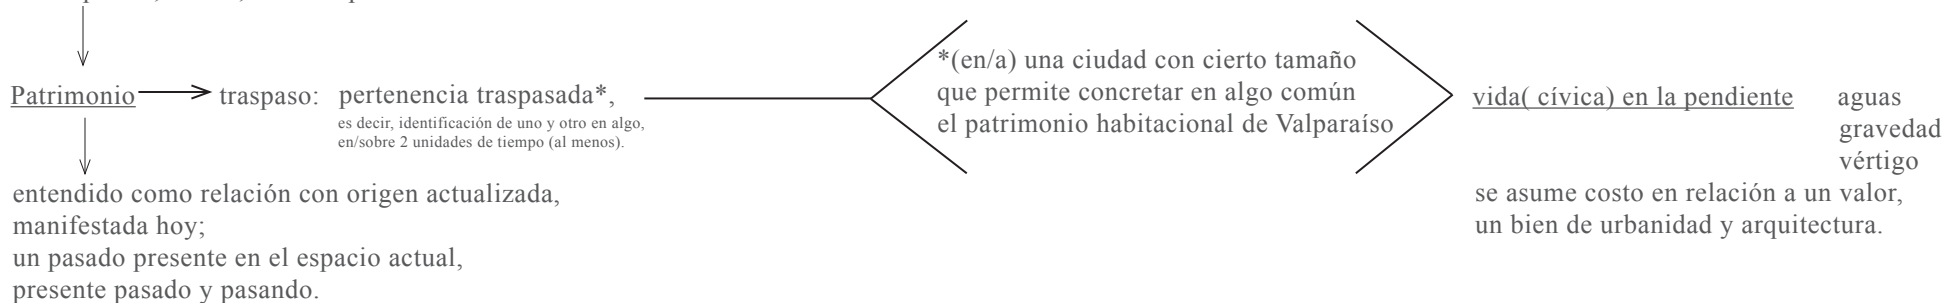 Patrimonio traspaso: pertenencia traspasada*,
es decir, identificación de uno y otro en algo,
en/sobre 2 unidades de tiempo (al menos).
entendido como relación con origen actualizada,
manifestada hoy;
un pasado presente en el espacio actual,
presente pasado y pasando.
*(en/a) una ciudad con cierto tamaño
que permite concretar en algo común
el patrimonio habitacional de Valparaíso
vida( cívica) en la pendiente aguas
gravedad
vértigo
se asume costo en relación a un valor,
un bien de urbanidad y arquitectura.